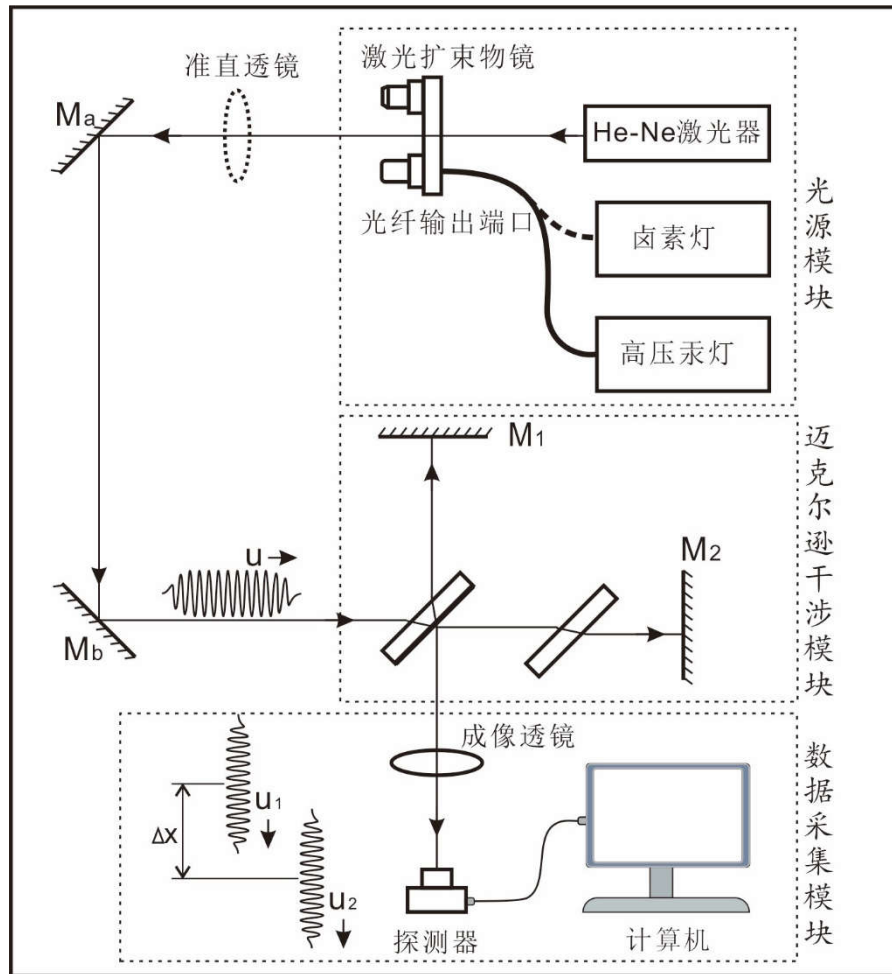 准直透镜
激光扩束物镜
Ma
He-Ne激光器
光纤输出端口
卤素灯
高压汞灯
光源模块
M1
M2
u
Mb
迈克尔逊干涉模块
成像透镜
u1
Δx
u2
探测器
计算机
数据采集模块